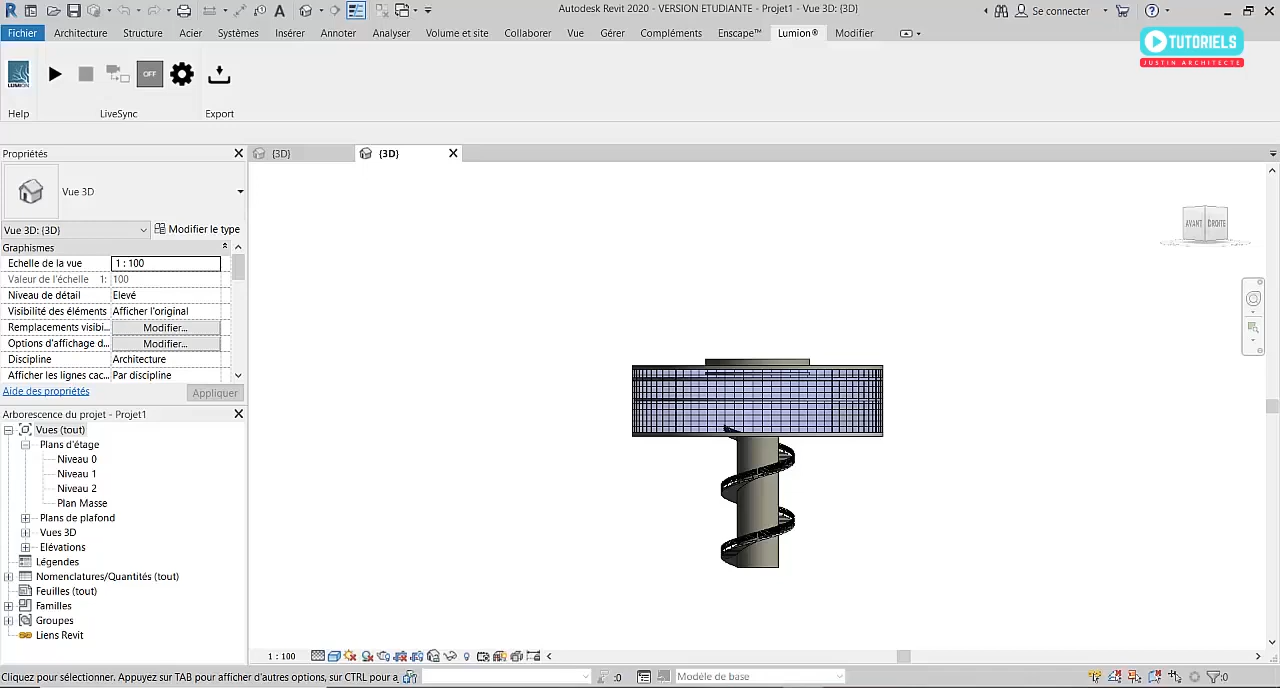 Autodesk Revit 2020 - VERSION ETUDIANTE - Projet1 - Vue 3D: {3D}
Se connecter
Fichier Architecture Structure Acier Systèmes Insérer Annoter Analyser Volume et site Collaborer Vue Gérer Compléments Enscape™ Lumion® Modifier
TUTORIELS
JUSTIN ARCHITECTE
LUMION
OFF
Help LiveSync Export
Propriétés
{3D} {3D}
Vue 3D
Vue 3D: {3D} Modifier le type
Graphismes
Echelle de la vue 1 : 100
Valeur de l'échelle 1: 100
Niveau de détail Elevé
Visibilité des éléments Afficher l'original
Remplacements visibi... Modifier...
Options d'affichage d... Modifier...
Discipline Architecture
Afficher les lignes cac... Par discipline
Aide des propriétés Appliquer
AVANT DROITE
Arborescence du projet - Projet1
Vues (tout)
Plans d'étage
Niveau 0
Niveau 1
Niveau 2
Plan Masse
Plans de plafond
Vues 3D
Elévations
Légendes
Nomenclatures/Quantités (tout)
Feuilles (tout)
Familles
Groupes
Liens Revit
1 : 100
Cliquez pour sélectionner. Appuyez sur TAB pour afficher d'autres options, sur CTRL pour a
:0
Modèle de base
:0